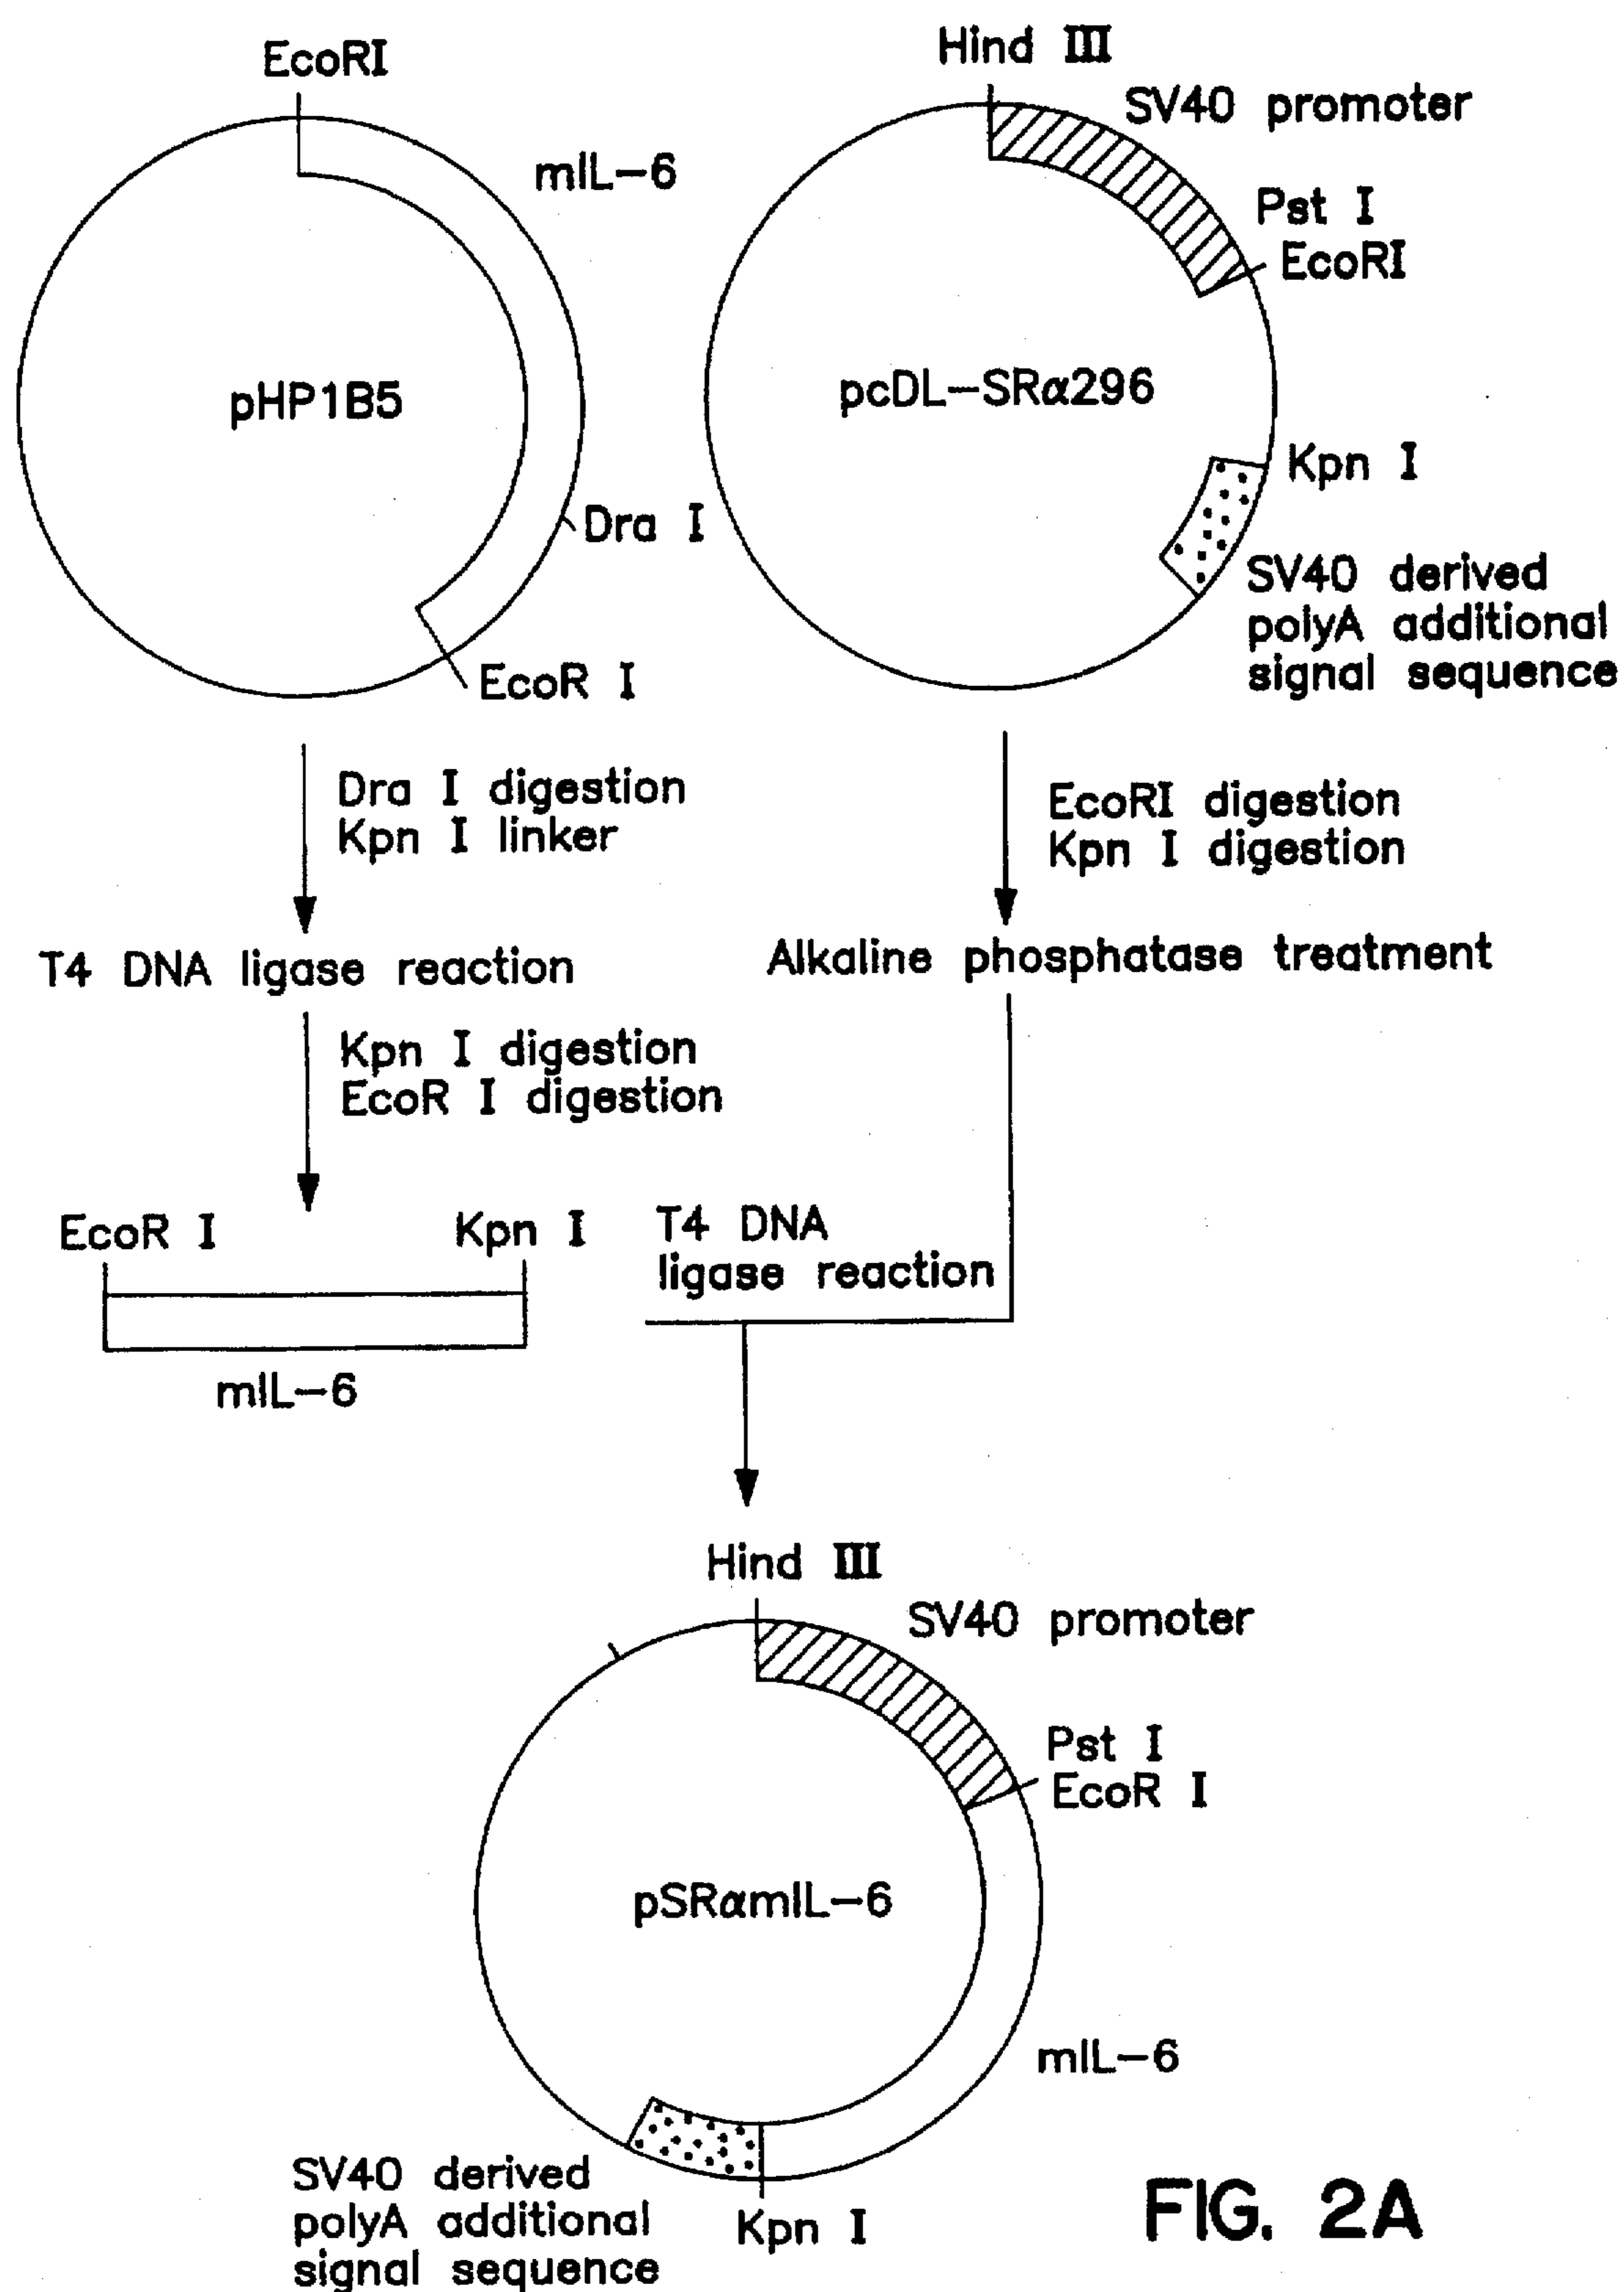 EcoRI
mIL-6
pHP1B5
Dra I
EcoR I
Hind III
SV40 promoter
Pst I
EcoRI
pcDL-SRα296
Kpn I
SV40 derived
polyA additional
signal sequence
Dra I digestion
Kpn I linker
T4 DNA ligase reaction
Kpn I digestion
EcoR I digestion
EcoRI digestion
Kpn I digestion
Alkaline phosphatase treatment
EcoR I
Kpn I
mIL-6
T4 DNA
ligase reaction
Hind III
SV40 promoter
Pst I
EcoR I
pSRαmIL-6
mIL-6
SV40 derived
polyA additional
signal sequence
Kpn I
FIG. 2A